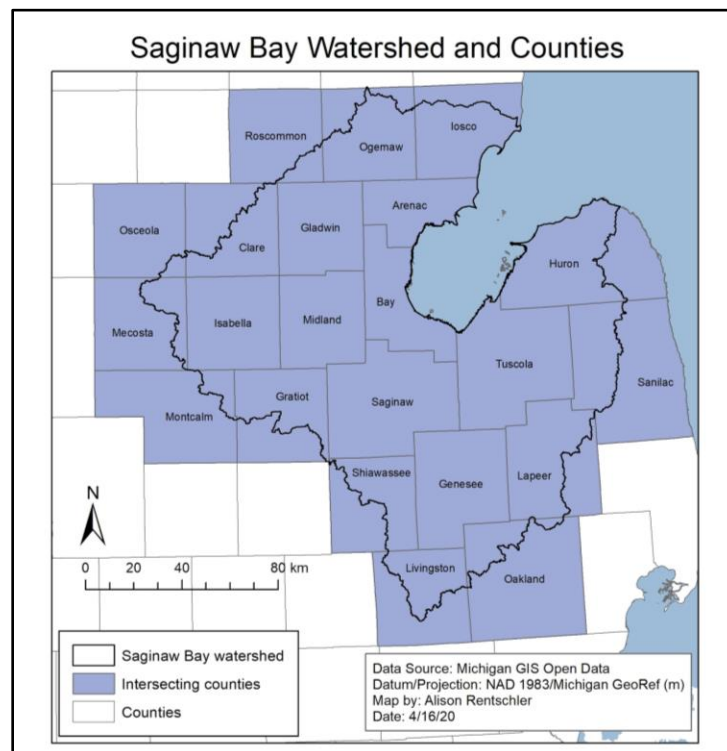 Saginaw Bay Watershed and Counties
Roscommon
Ogemaw
Iosco
Arenac
Osceola
Clare
Gladwin
Huron
Mecosta
Isabella
Midland
Bay
Tuscola
Sanilac
Montcalm
Gratiot
Saginaw
Shiawassee
Genesee
Lapeer
N
Livingston
Oakland
0 20 40 80 km
Saginaw Bay watershed
Intersecting counties
Counties
Data Source: Michigan GIS Open Data
Datum/Projection: NAD 1983/Michigan GeoRef (m)
Map by: Alison Rentschler
Date: 4/16/20